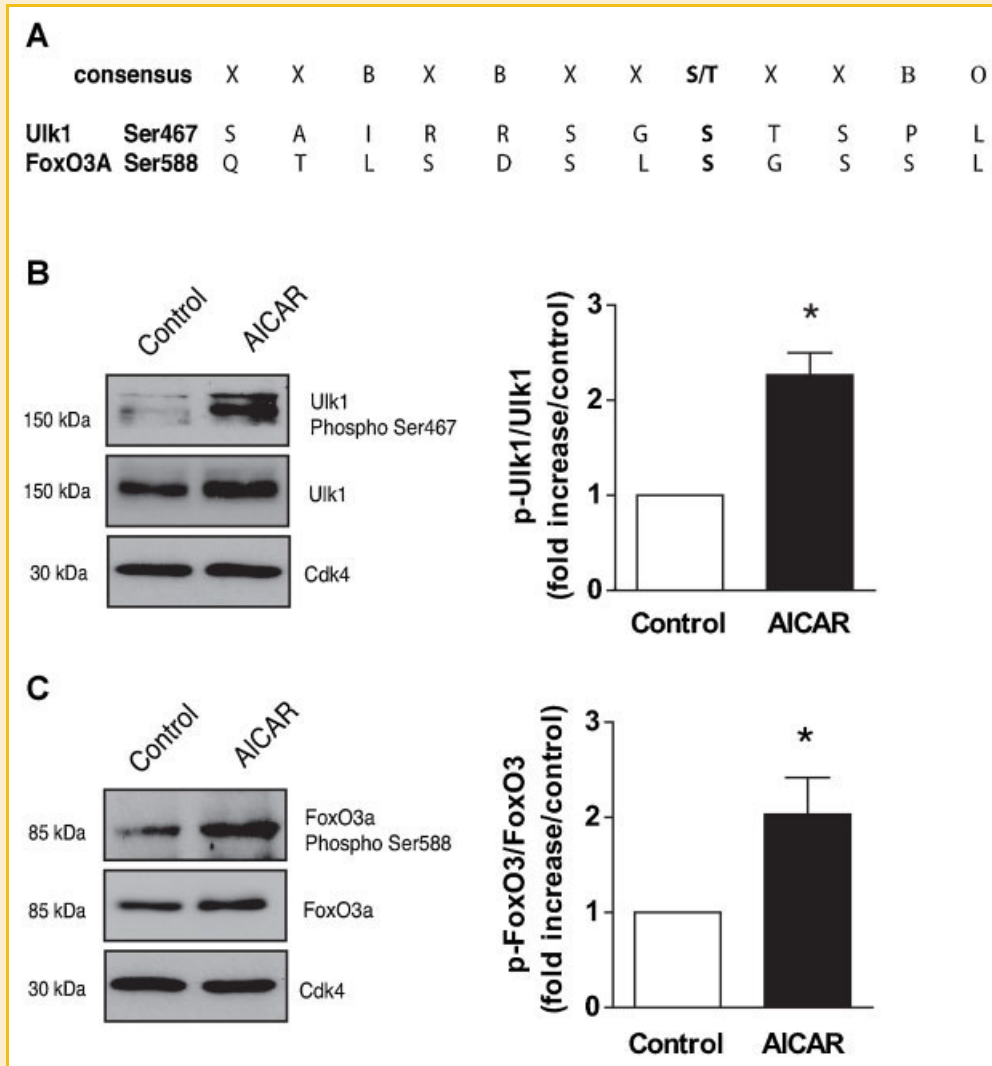 A
consensus X X B X B X X S/T X X B O
Ulk1 Ser467 S A I R R S G S T S P L
FoxO3A Ser588 Q T L S D S L S G S S L
B
Control AICAR
150 kDa
Ulk1
Phospho Ser467
150 kDa
Ulk1
30 kDa
Cdk4
p-Ulk1/Ulk1
(fold increase/control)
3
2
1
0
*
Control AICAR
C
Control AICAR
85 kDa
FoxO3a
Phospho Ser588
85 kDa
FoxO3a
30 kDa
Cdk4
p-FoxO3/FoxO3
(fold increase/control)
3
2
1
0
*
Control AICAR